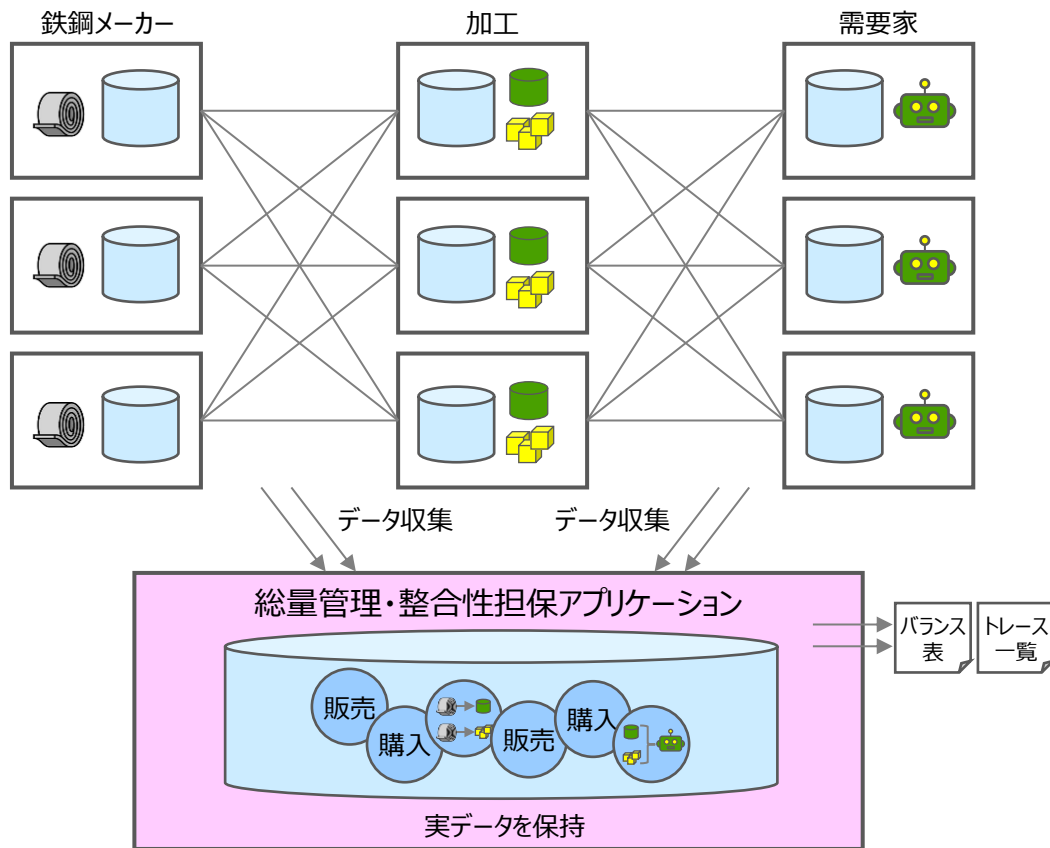 鉄鋼メーカー
加工
需要家
データ収集
データ収集
総量管理・整合性担保アプリケーション
販売
購入
販売
購入
実データを保持
バランス
表
トレース
一覧